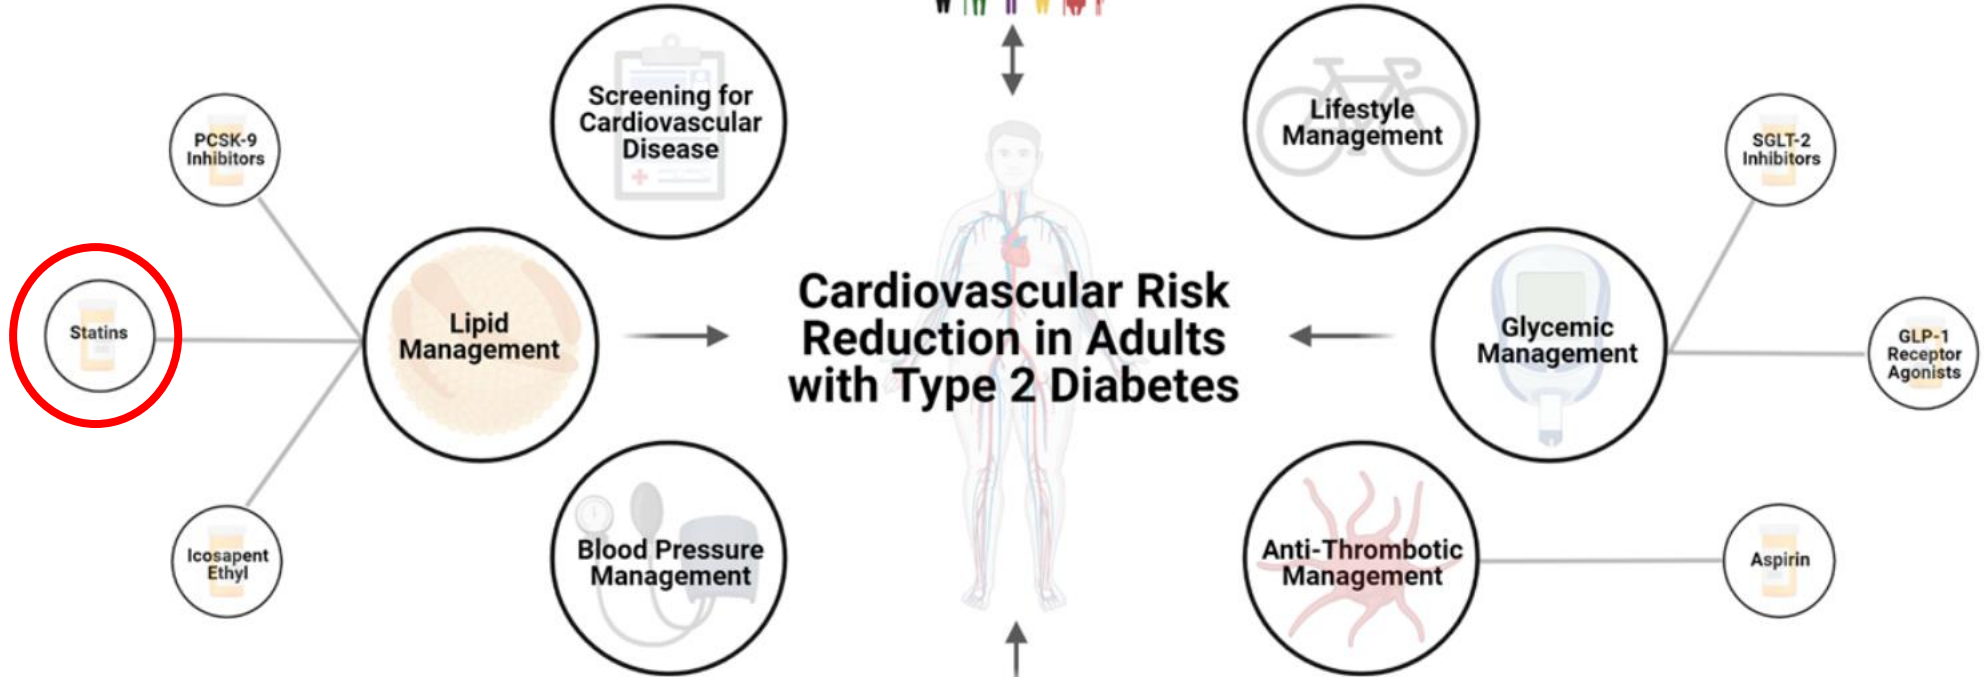 Screening for
Cardiovascular
Disease
Lifestyle
Management
PCSK-9
Inhibitors
SGLT-2
Inhibitors
Statins
Lipid
Management
Cardiovascular Risk
Reduction in Adults
with Type 2 Diabetes
Glycemic
Management
GLP-1
Receptor
Agonists
Icosapent
Ethyl
Blood Pressure
Management
Anti-Thrombotic
Management
Aspirin